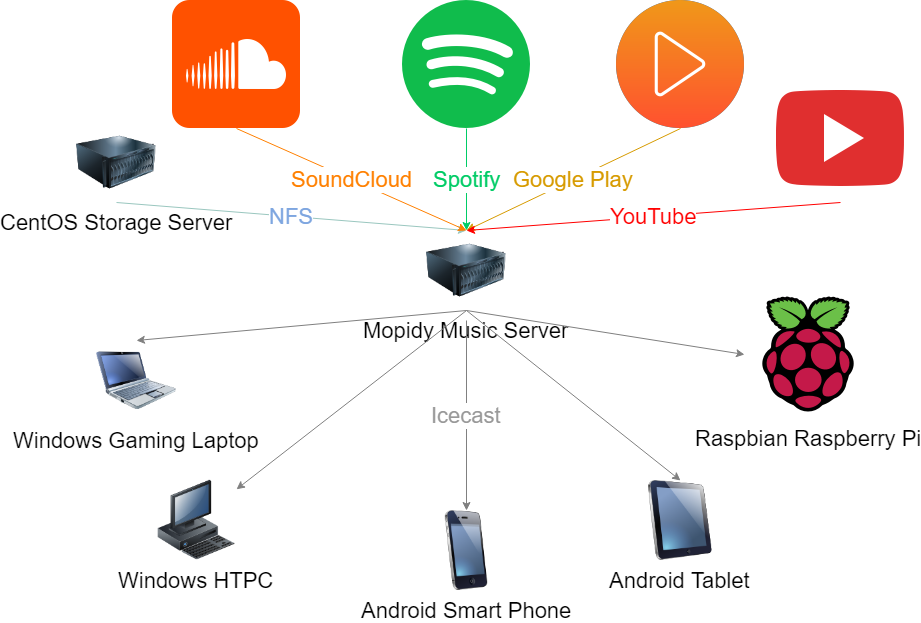 SoundCloud
Spotify
Google Play
CentOS Storage Server
NFS
YouTube
Mopidy Music Server
Icecast
Windows Gaming Laptop
Raspbian Raspberry Pi
Windows HTPC
Android Tablet
Android Smart Phone